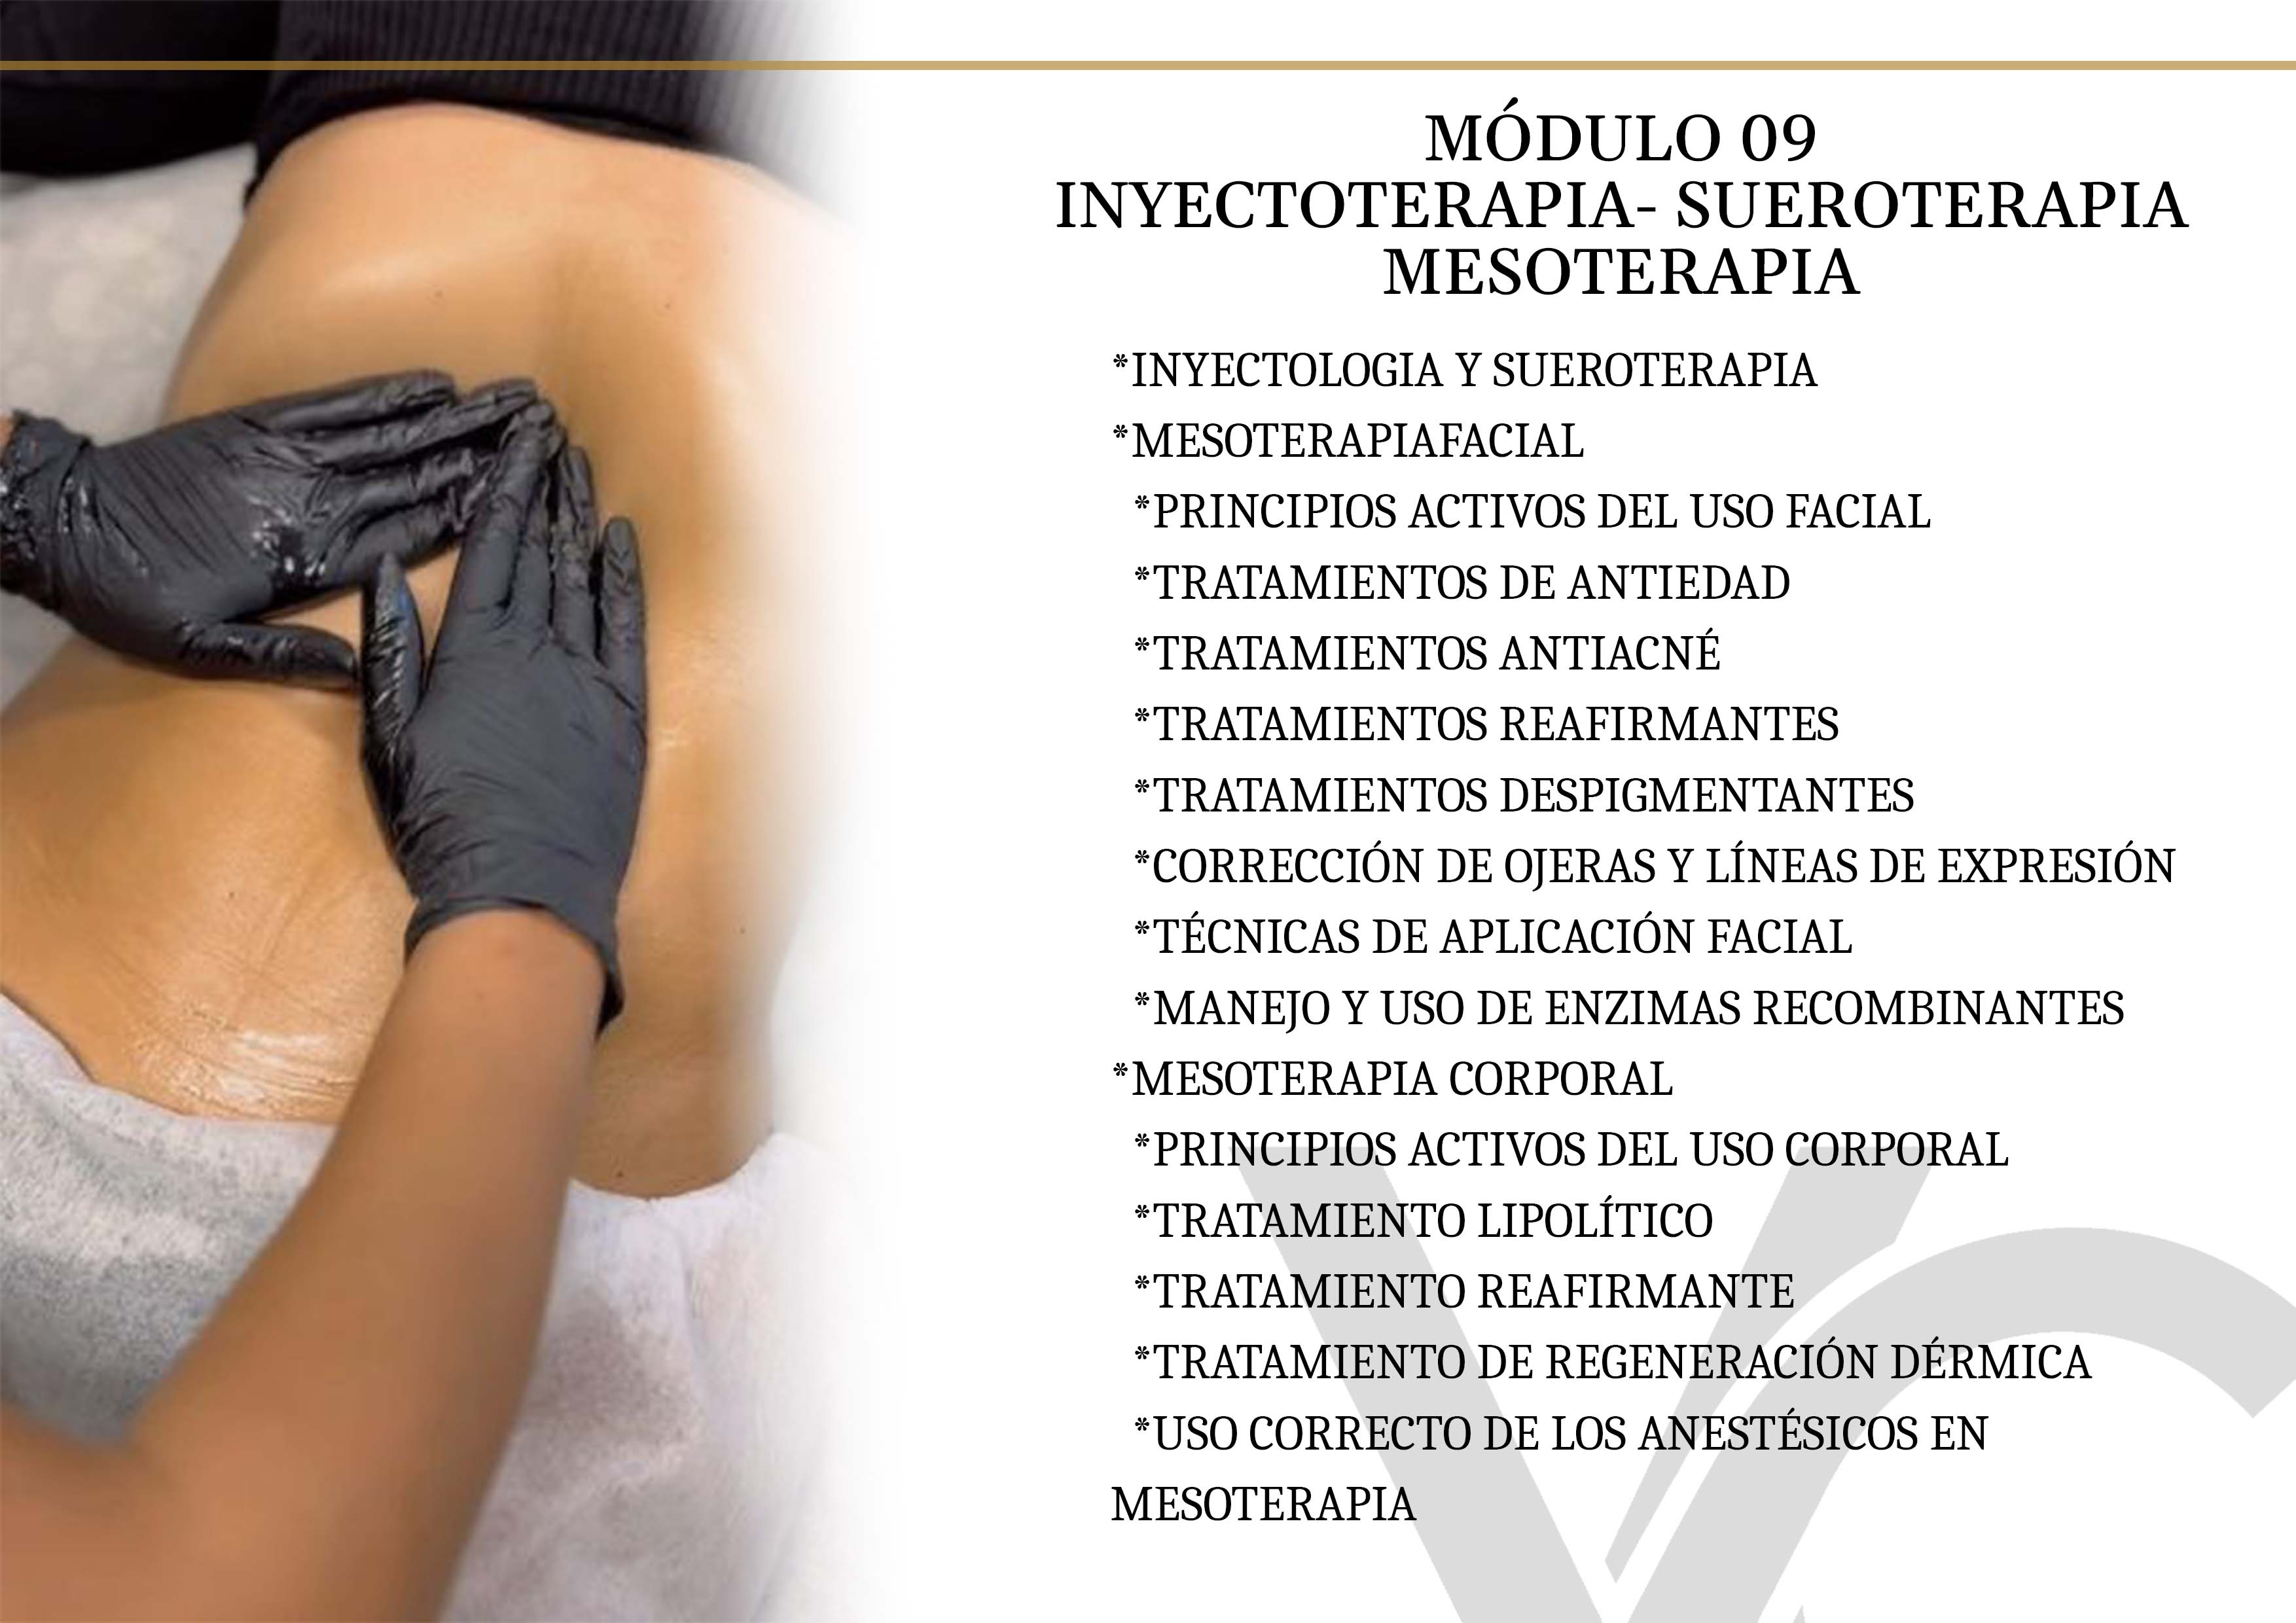 MÓDULO 09
INYECTOTERAPIA- SUEROTERAPIA
MESOTERAPIA
*INYECTOLOGIA Y SUEROTERAPIA
*MESOTERAPIAFACIAL
*PRINCIPIOS ACTIVOS DEL USO FACIAL
*TRATAMIENTOS DE ANTIEDAD
*TRATAMIENTOS ANTIACNÉ
*TRATAMIENTOS REAFIRMANTES
*TRATAMIENTOS DESPIGMENTANTES
*CORRECCIÓN DE OJERAS Y LÍNEAS DE EXPRESIÓN
*TÉCNICAS DE APLICACIÓN FACIAL
*MANEJO Y USO DE ENZIMAS RECOMBINANTES
*MESOTERAPIA CORPORAL
*PRINCIPIOS ACTIVOS DEL USO CORPORAL
*TRATAMIENTO LIPOLÍTICO
*TRATAMIENTO REAFIRMANTE
*TRATAMIENTO DE REGENERACIÓN DÉRMICA
*USO CORRECTO DE LOS ANESTÉSICOS EN
MESOTERAPIA